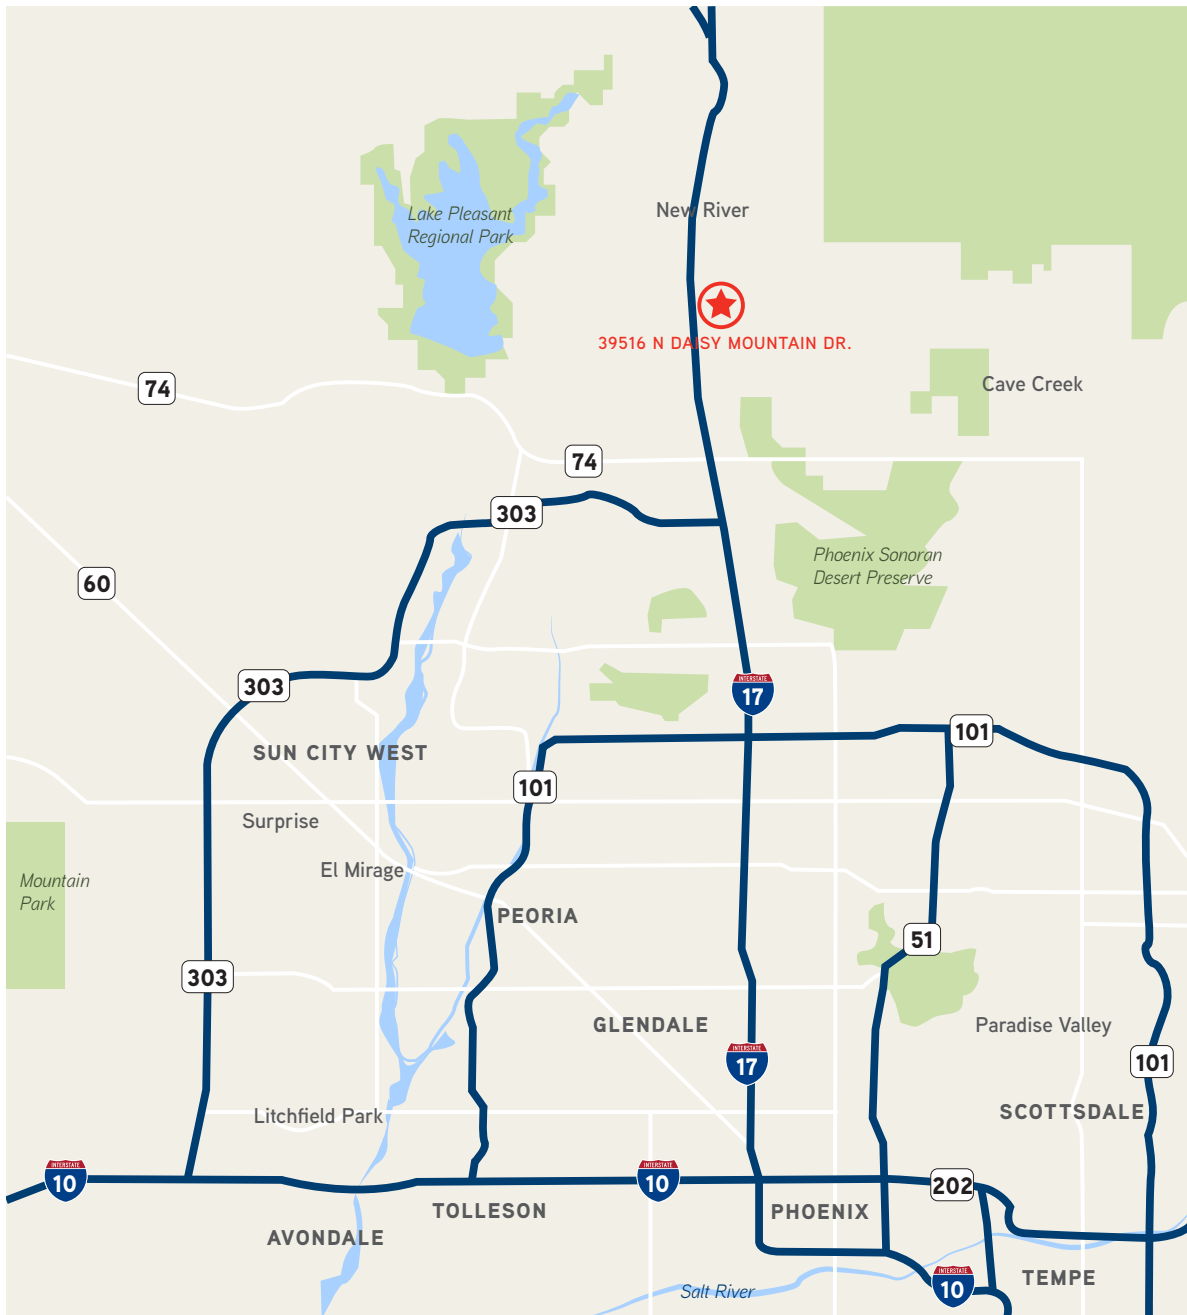 New River
Lake Pleasant
Regional Park
39516 N DAISY MOUNTAIN DR.
Cave Creek
74
74
303
Phoenix Sonoran
Desert Preserve
60
303
INTERSTATE
17
101
SUN CITY WEST
101
Surprise
El Mirage
Mountain
Park
PEORIA
51
303
GLENDALE
Paradise Valley
INTERSTATE
17
101
Litchfield Park
SCOTTSDALE
INTERSTATE
10
INTERSTATE
10
202
TOLLESON
PHOENIX
AVONDALE
TEMPE
Salt River
INTERSTATE
10